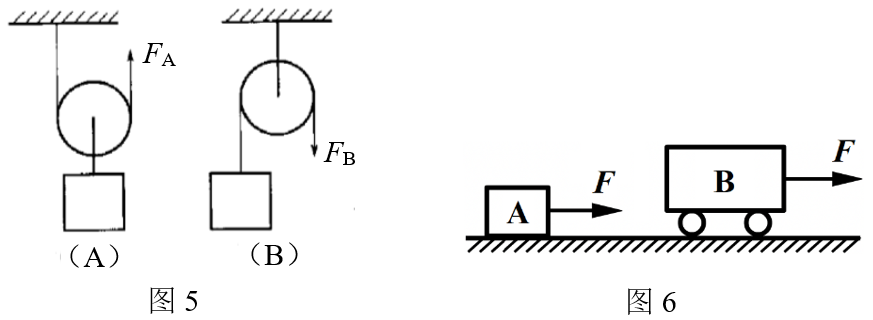 F_A
F_B
（A）
（B）
图 5
A
F
B
F
图 6